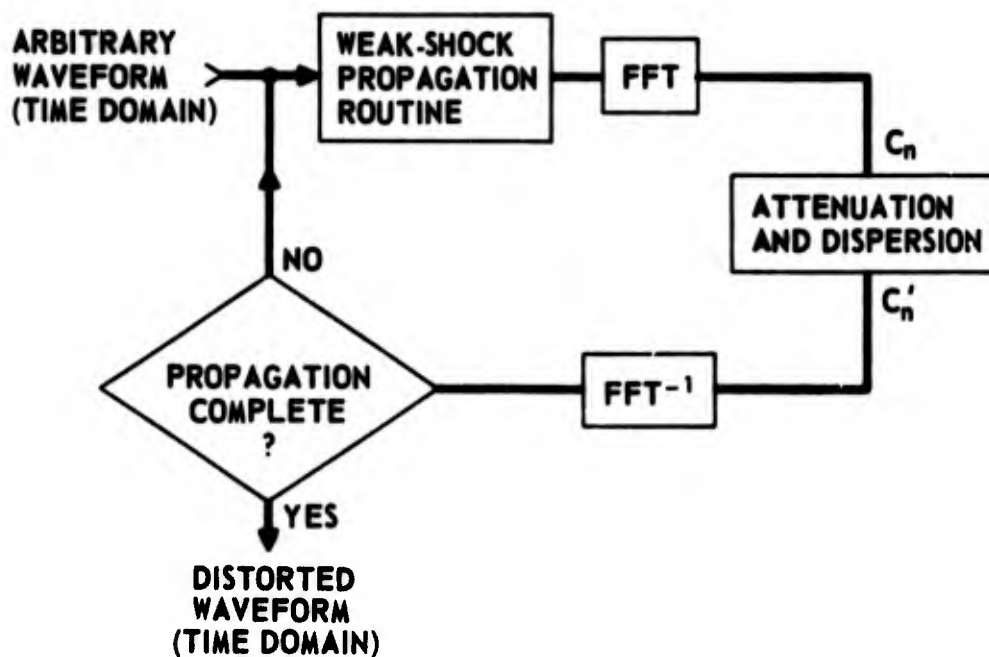 ARBITRARY
WAVEFORM
(TIME DOMAIN)
WEAK-SHOCK
PROPAGATION
ROUTINE
FFT
Cn
ATTENUATION
AND DISPERSION
Cn'
FFT-1
PROPAGATION
COMPLETE
?
NO
YES
DISTORTED
WAVEFORM
(TIME DOMAIN)